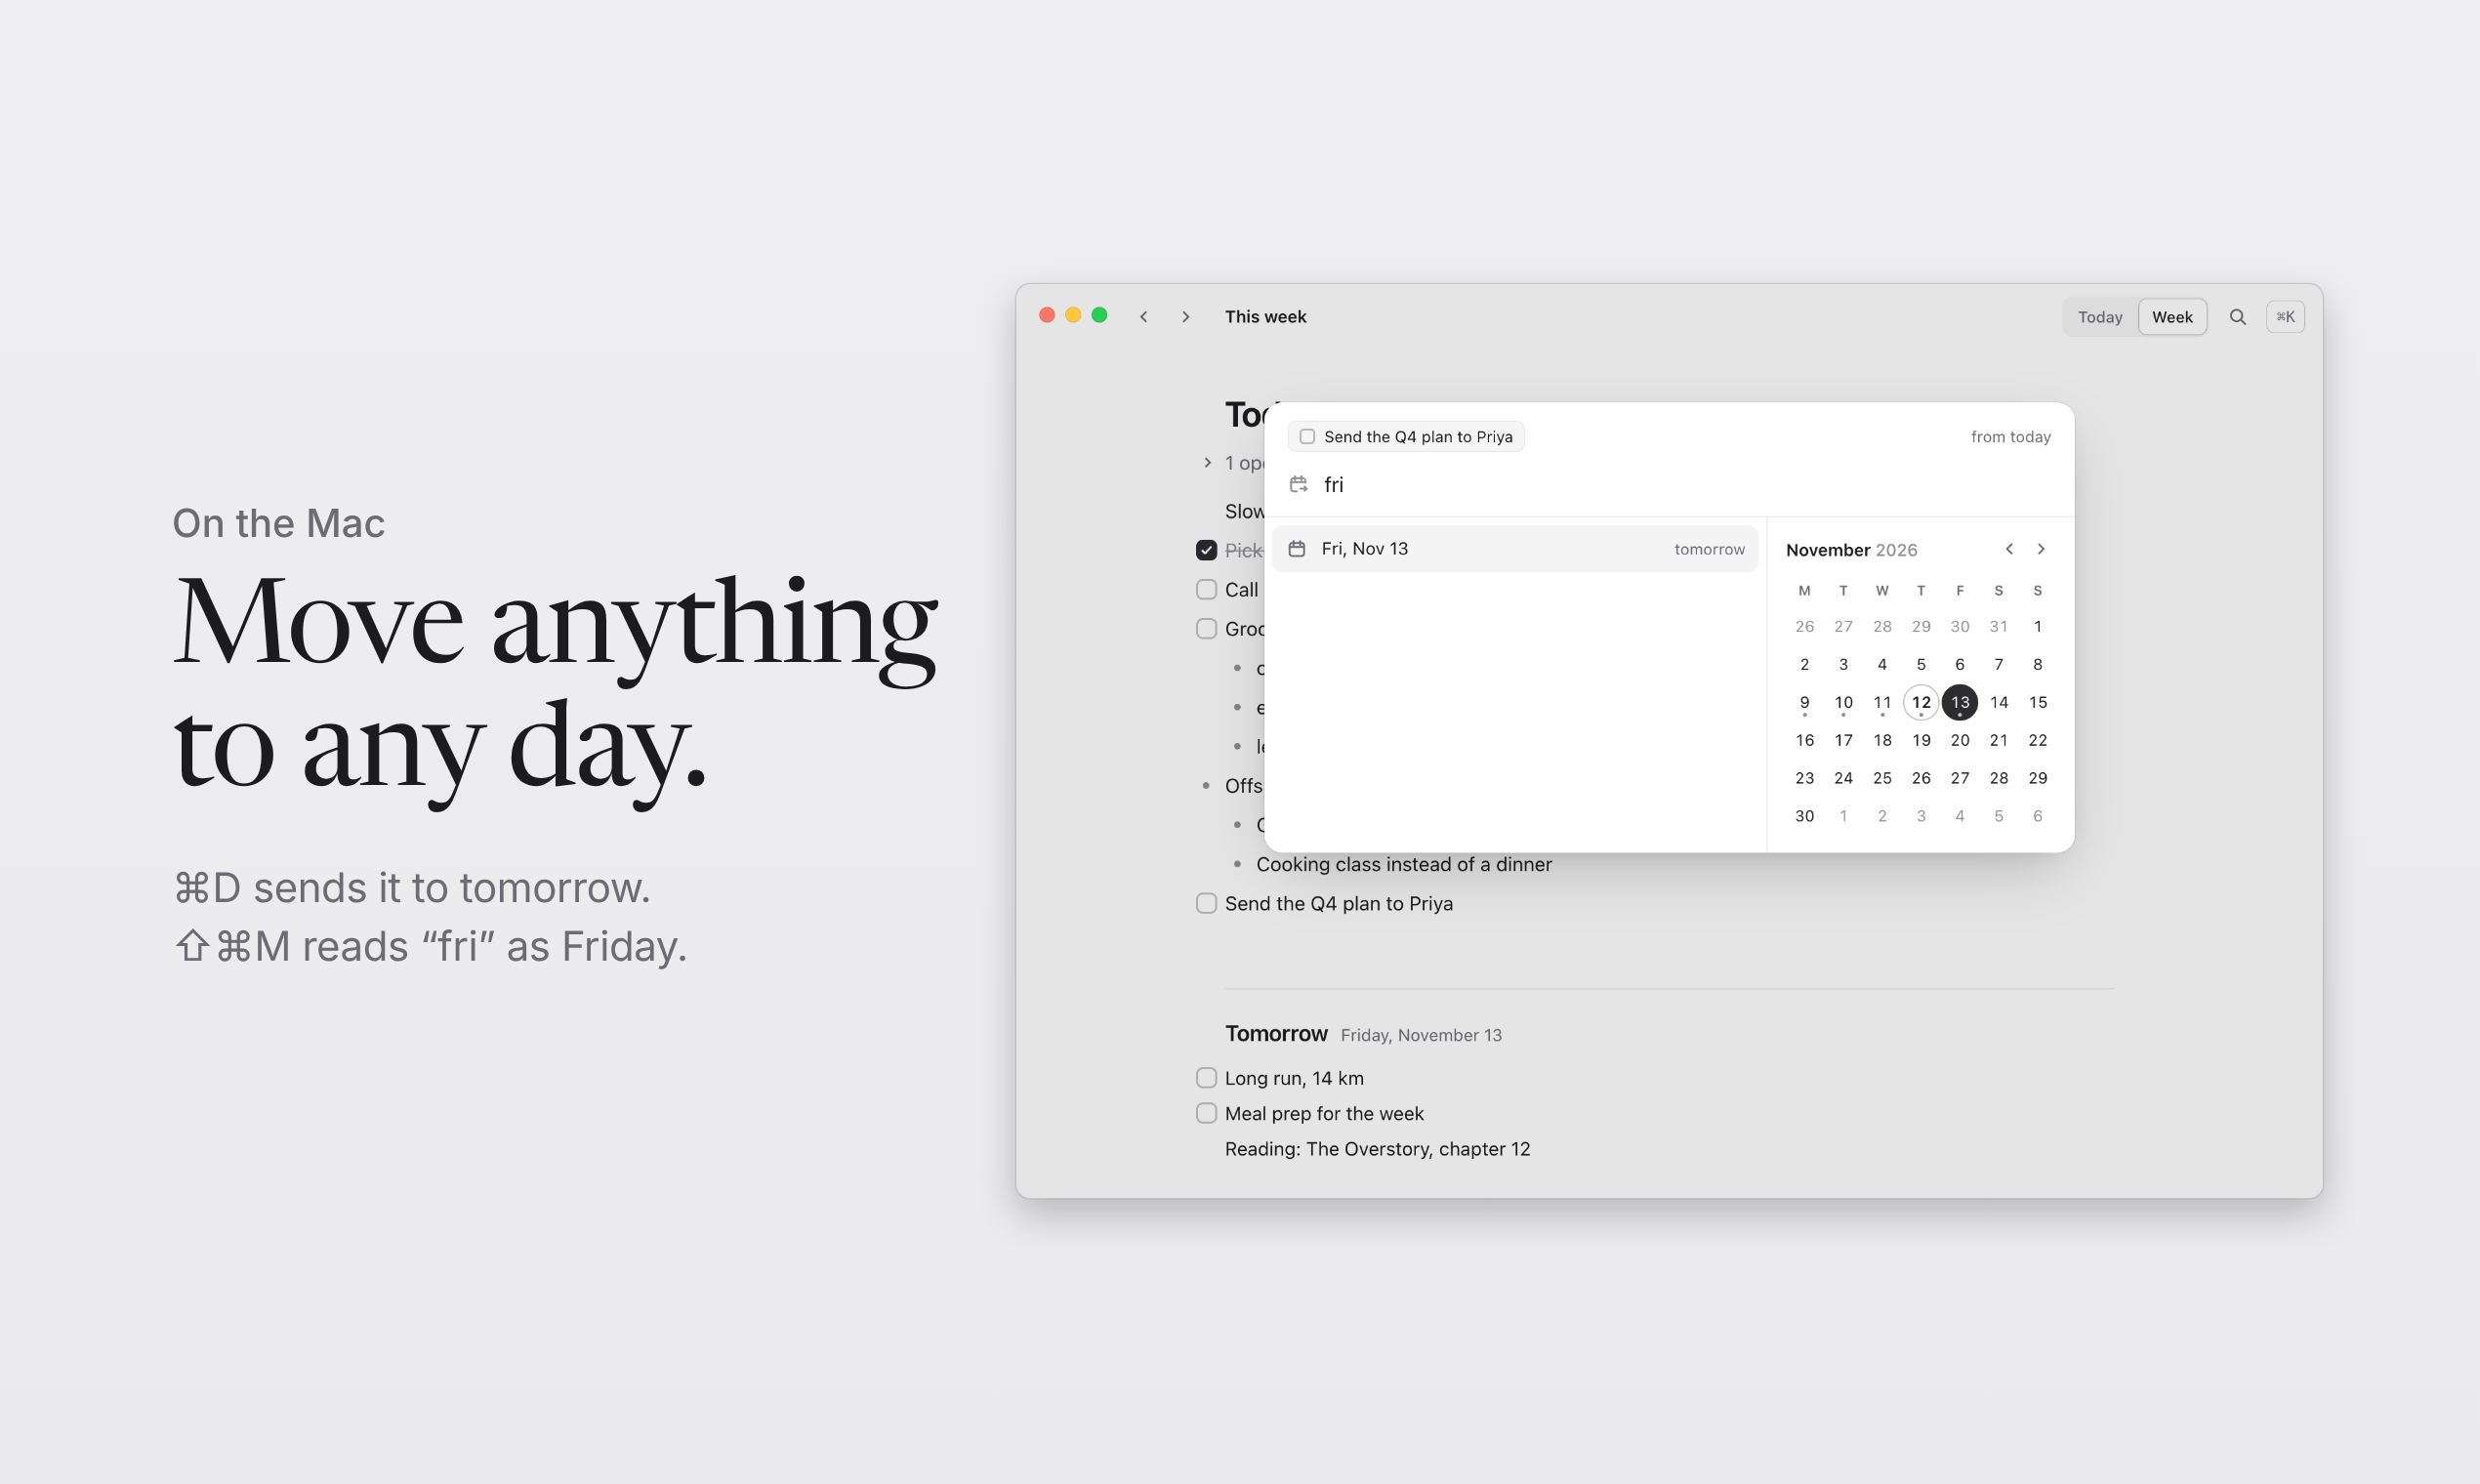 On the Mac
Move anything
to any day.
⌘D sends it to tomorrow.
⇧⌘M reads “fri” as Friday.
This week
Today
Week
⌘K
Send the Q4 plan to Priya
from today
fri
Fri, Nov 13
tomorrow
November 2026
M T W T F S S
26 27 28 29 30 31 1
2 3 4 5 6 7 8
9 10 11 12 13 14 15
16 17 18 19 20 21 22
23 24 25 26 27 28 29
30 1 2 3 4 5 6
1
Slow
Pick
Call
Cooking class instead of a dinner
Send the Q4 plan to Priya
Tomorrow Friday, November 13
Long run, 14 km
Meal prep for the week
Reading: The Overstory, chapter 12